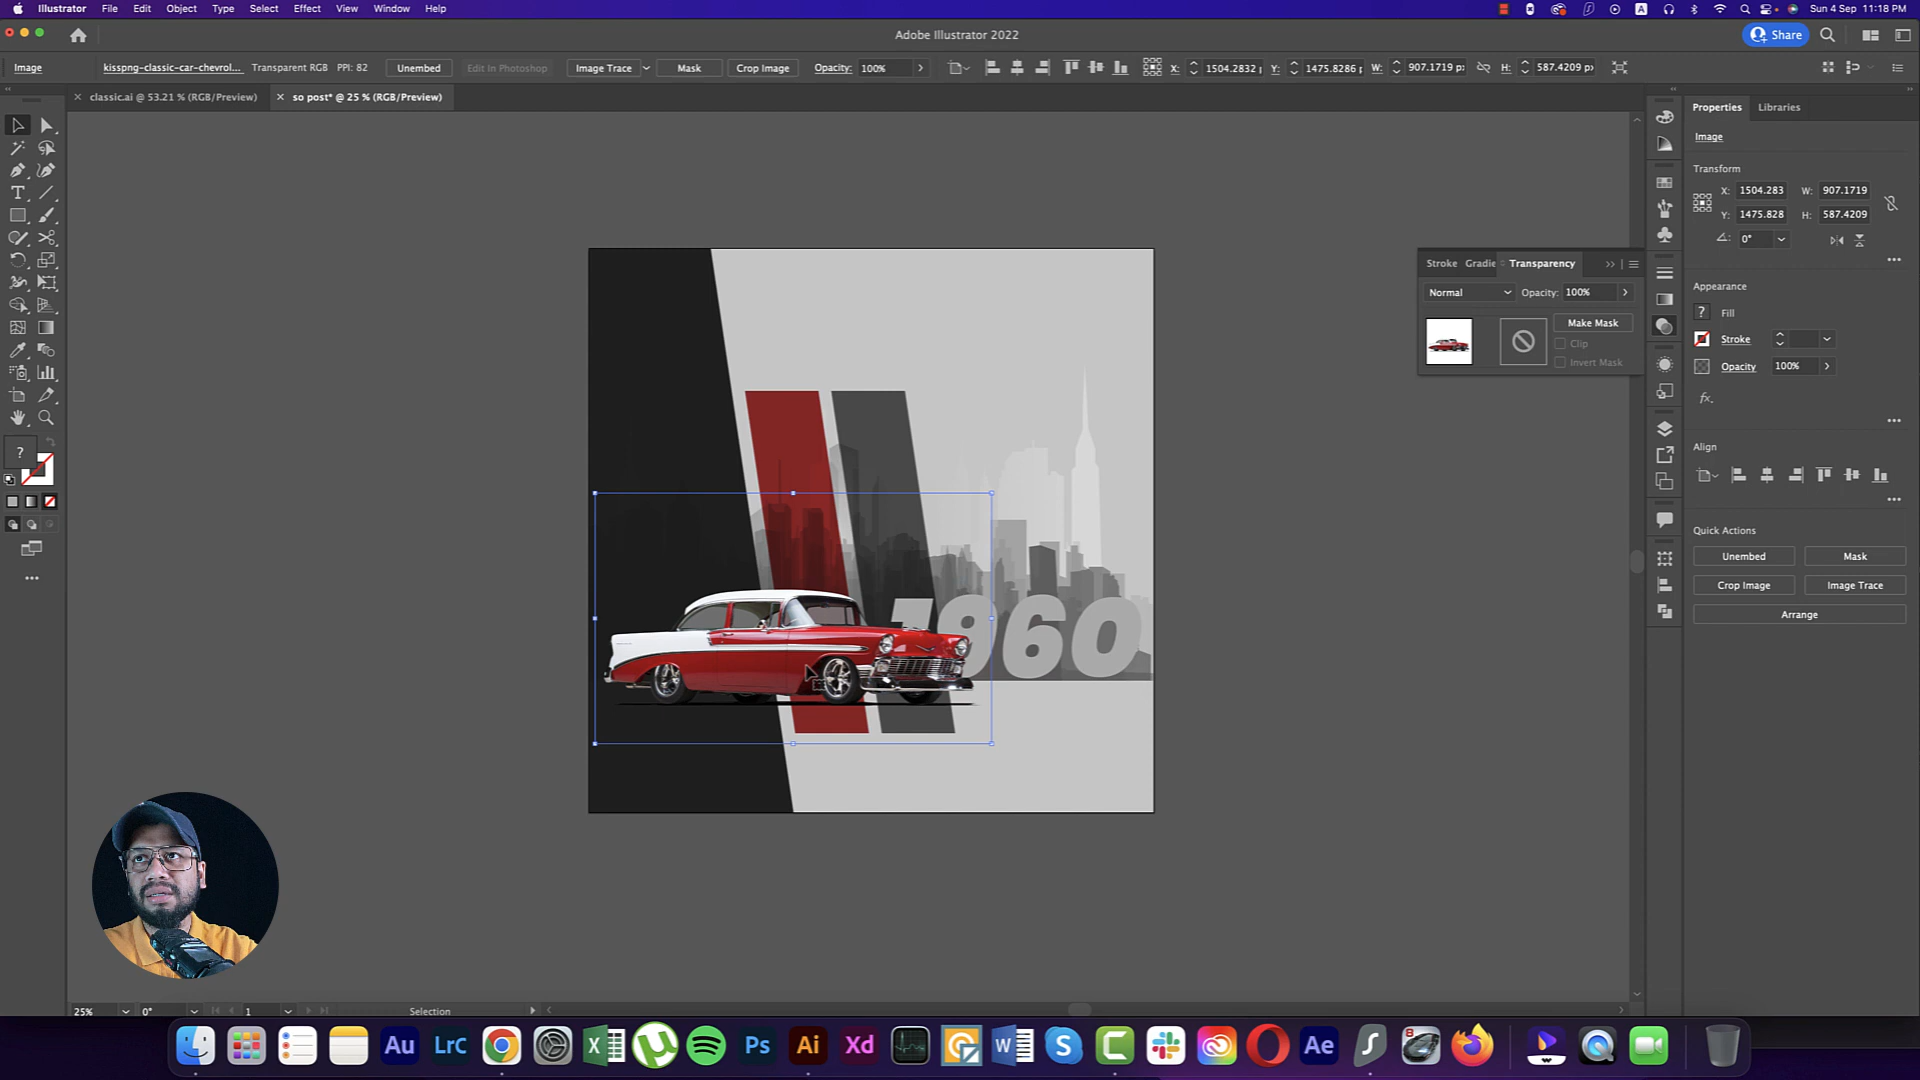 Illustrator File Edit Object Type Select Effect View Window Help
A Sun 4 Sep 11:18 PM
Adobe Illustrator 2022
Share
Image kisspng-classic-car-chevrol... Transparent RGB PPI: 82 Unembed Edit In Photoshop Image Trace Mask Crop Image Opacity: 100% X: 1504.2832 Y: 1475.8286 W: 907.1719 px H: 587.4209 px
× classic.ai @ 53.21 % (RGB/Preview) × so post* @ 25 % (RGB/Preview)
Properties Libraries
Image
Transform
X: 1504.283 W: 907.1719
Y: 1475.828 H: 587.4209
0°
Stroke Gradie Transparency
Normal Opacity: 100%
Make Mask
Clip
Invert Mask
Appearance
? Fill
Stroke
Opacity 100%
fx.
Align
Quick Actions
Unembed Mask
Crop Image Image Trace
Arrange
T
?
1960
25% 0° 1 Selection
Au LrC Ps Ai Xd W S Ae 8